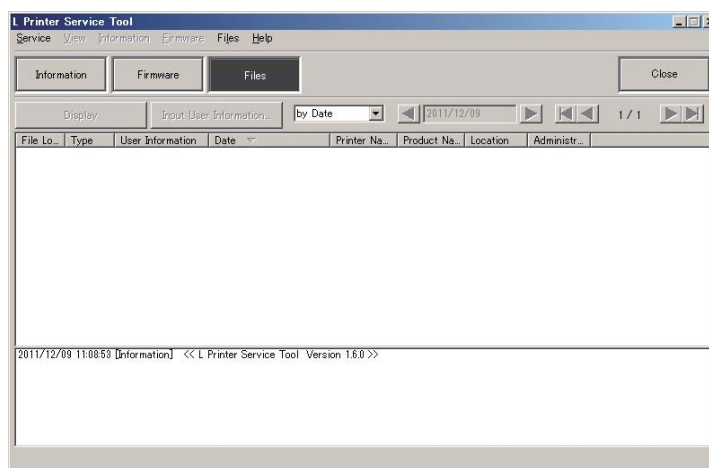 L Printer Service Tool
Service View Information Firmware Files Help
Information Firmware Files Close
Display Input User Information... by Date 2011/12/09 1 / 1
File Lo... Type User Information Date Printer Na... Product Na... Location Administr...
2011/12/09 11:08:53 [Information] << L Printer Service Tool Version 1.6.0 >>